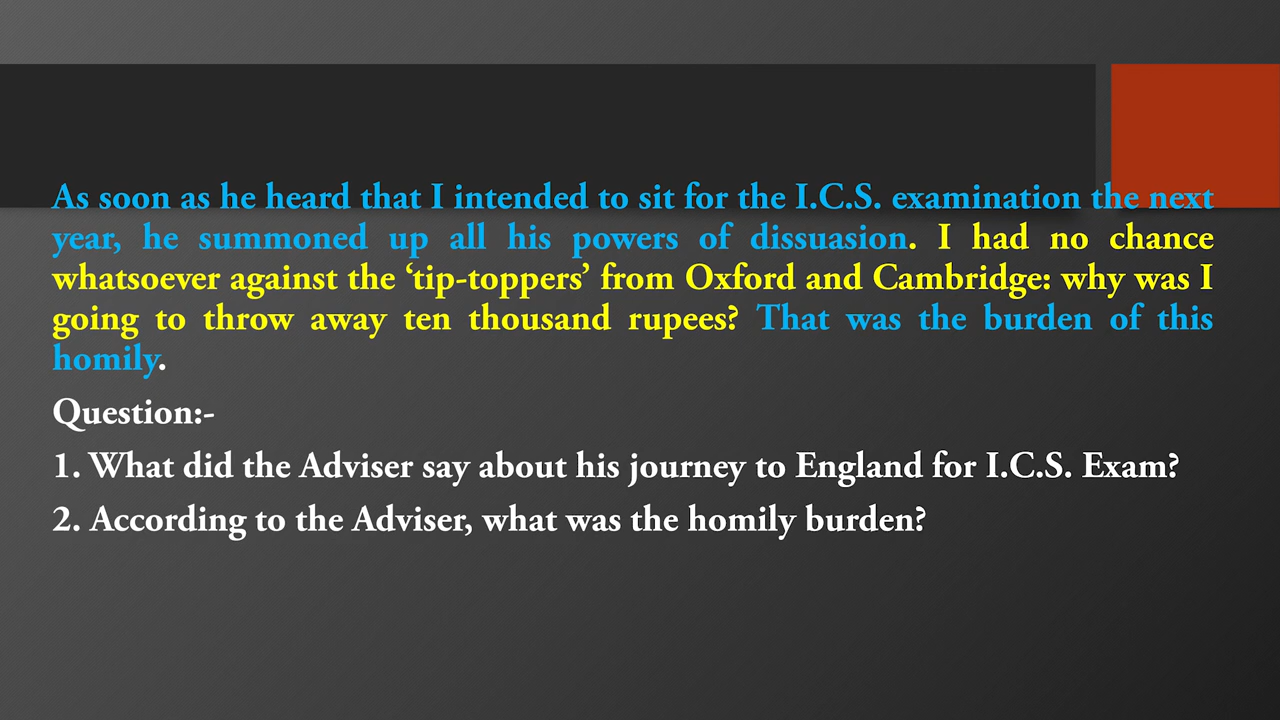 As soon as he heard that I intended to sit for the I.C.S. examination the next
year, he summoned up all his powers of dissuasion. I had no chance
whatsoever against the ‘tip-toppers’ from Oxford and Cambridge: why was I
going to throw away ten thousand rupees? That was the burden of this
homily.
Question:-
1. What did the Adviser say about his journey to England for I.C.S. Exam?
2. According to the Adviser, what was the homily burden?